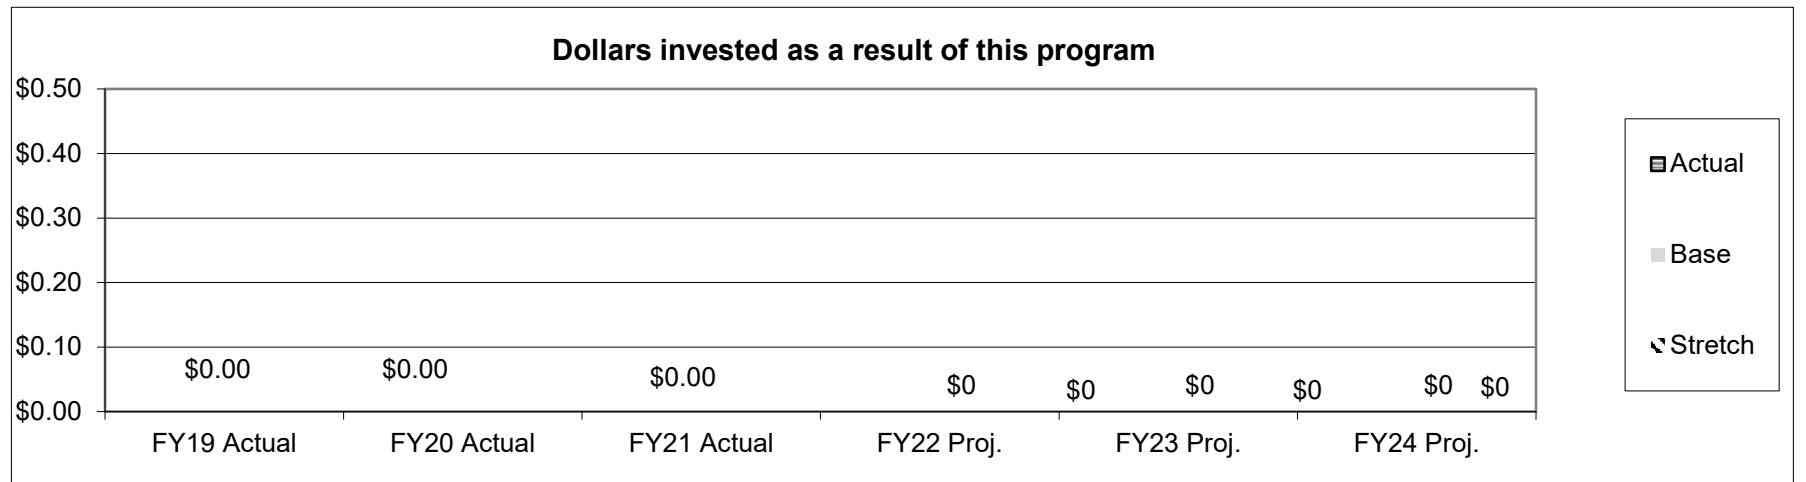 Dollars invested as a result of this program
$0.50
$0.40
$0.30
$0.20
$0.10
$0.00
$0.00 $0.00 $0.00 $0 $0 $0 $0 $0 $0
FY19 Actual FY20 Actual FY21 Actual FY22 Proj. FY23 Proj. FY24 Proj.
Actual
Base
Stretch